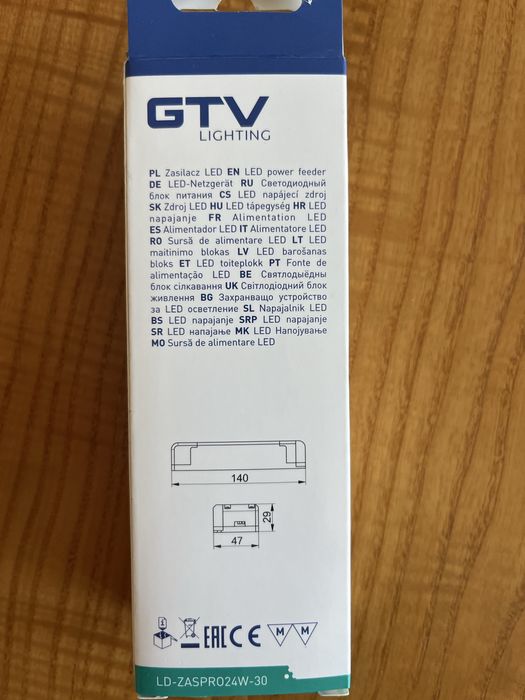 GTV
LIGHTING
PL Zasilacz LED EN LED power feeder
DE LED-Netzgerät RU Светодиодный
блок питания CS LED napájecí zdroj
SK Zdroj LED HU LED tápegység HR LED
napajanje FR Alimentation LED
ES Alimentador LED IT Alimentatore LED
RO Sursă de alimentare LED LT LED
maitinimo blokas LV LED barošanas
bloks ET LED toiteplokk PT Fonte de
alimentação LED BE Святлодыёдны
блок сілкавання UK Світлодіодний блок
живлення BG Захранващо устройство
за LED осветление SL Napajalnik LED
BS LED napajanje SRP LED napajanje
SR LED напајање MK LED Напојување
MO Sursă de alimentare LED
140
29
47
EAC CE M M
LD-ZASPRO24W-30